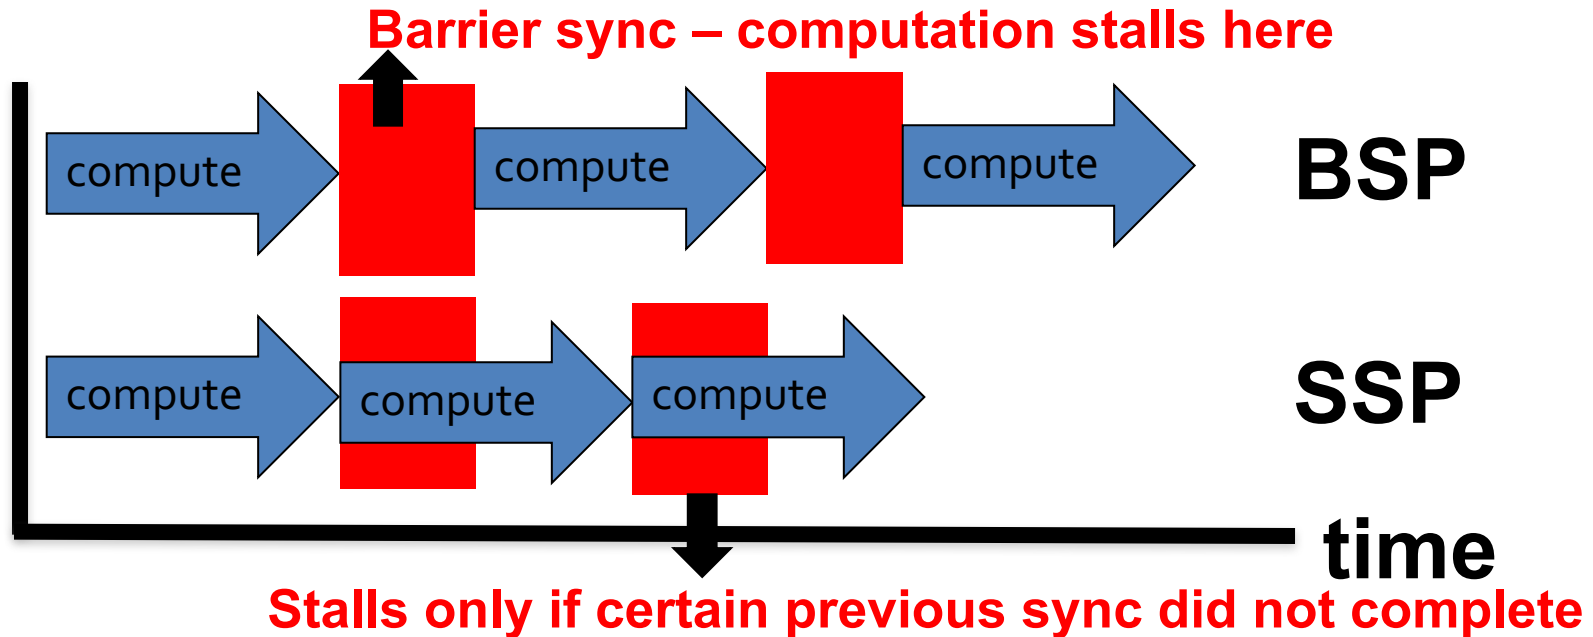 Barrier sync – computation stalls here
compute
compute
compute
BSP
compute
compute
compute
SSP
time
Stalls only if certain previous sync did not complete